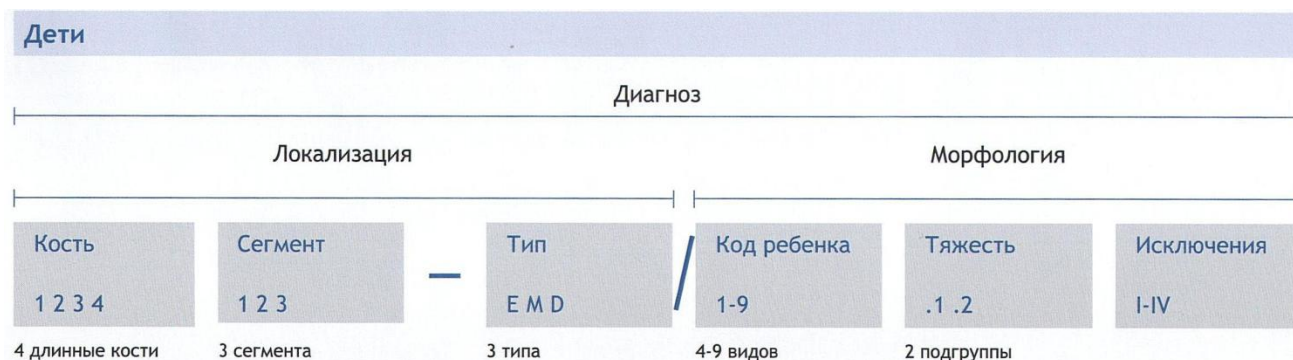 Дети
Диагноз
Локализация Морфология
Кость Сегмент Тип Код ребенка Тяжесть Исключения
1 2 3 4 1 2 3 – E M D / 1-9 .1 .2 I-IV
4 длинные кости 3 сегмента 3 типа 4-9 видов 2 подгруппы